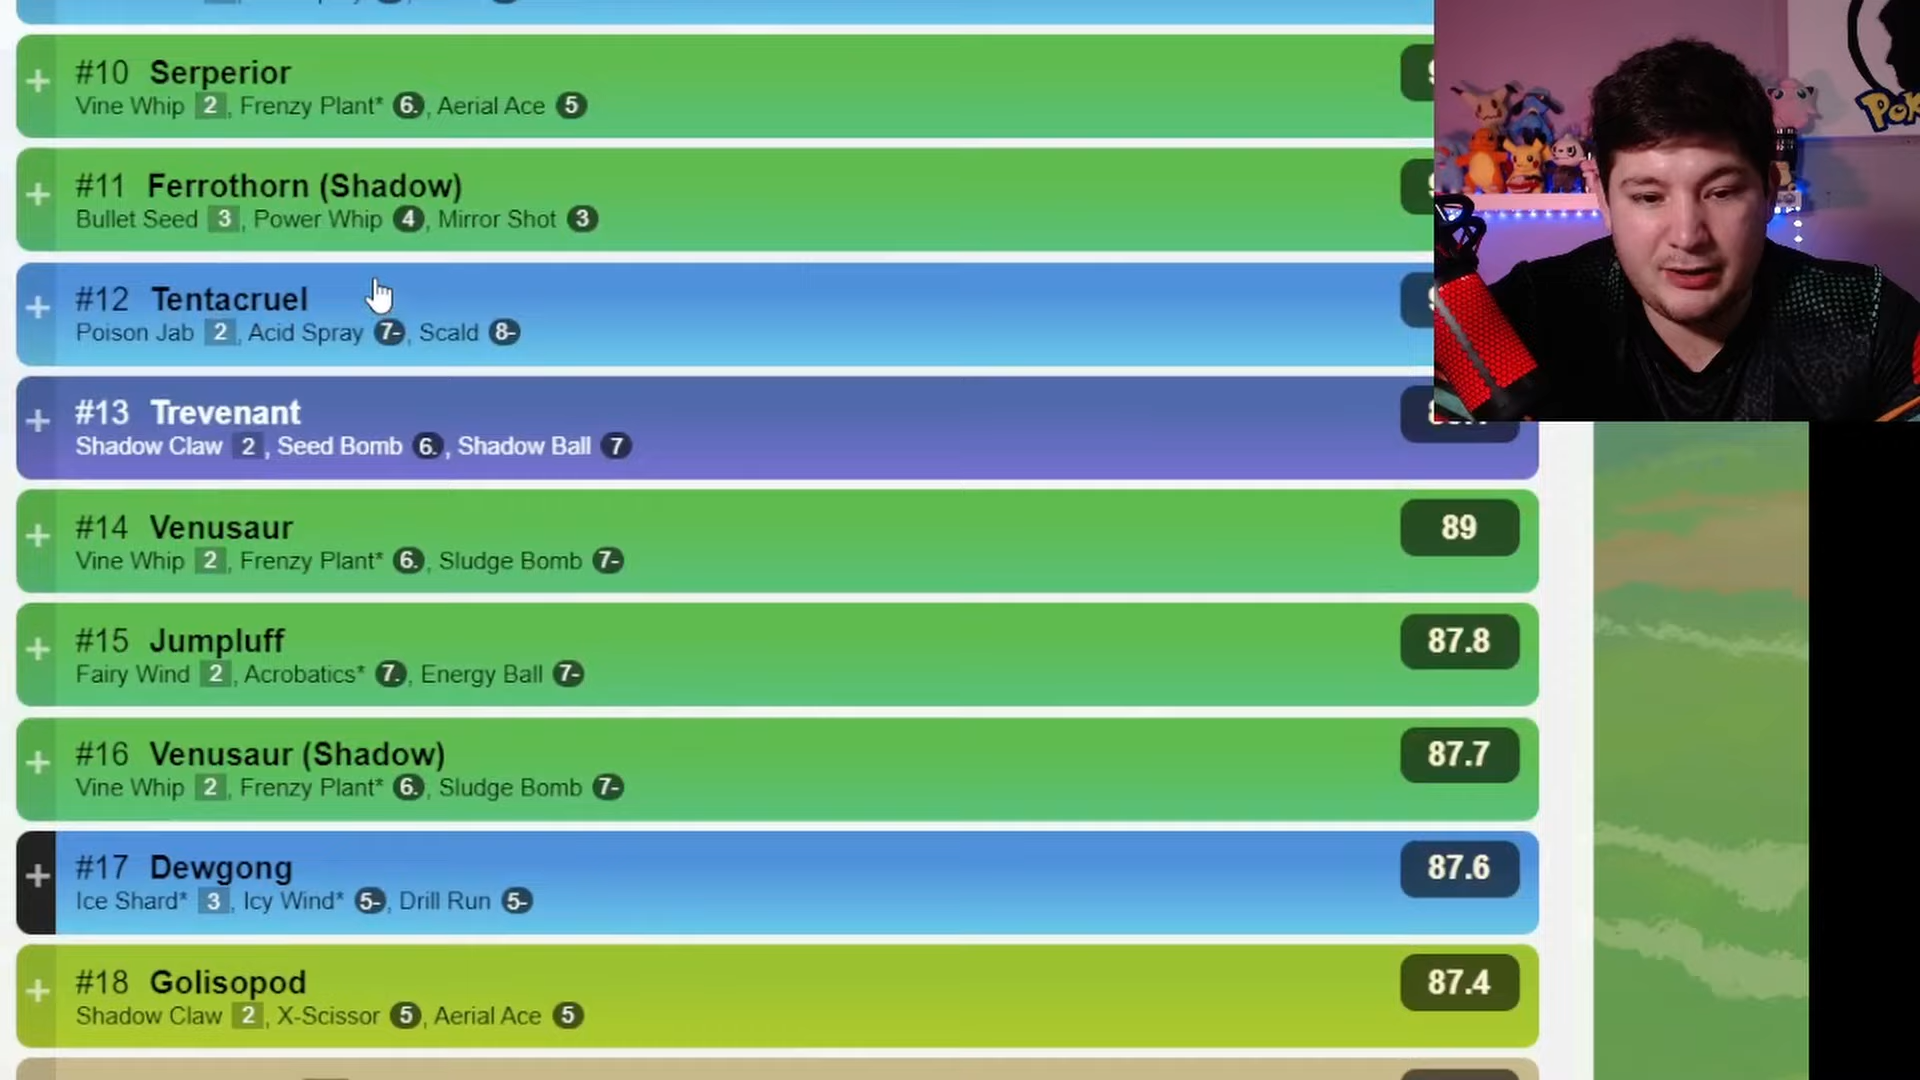 #10 Serperior
Vine Whip 2, Frenzy Plant* 6., Aerial Ace 5
#11 Ferrothorn (Shadow)
Bullet Seed 3, Power Whip 4, Mirror Shot 3
#12 Tentacruel
Poison Jab 2, Acid Spray 7-, Scald 8-
#13 Trevenant
Shadow Claw 2, Seed Bomb 6., Shadow Ball 7
#14 Venusaur 89
Vine Whip 2, Frenzy Plant* 6., Sludge Bomb 7-
#15 Jumpluff 87.8
Fairy Wind 2, Acrobatics* 7., Energy Ball 7-
#16 Venusaur (Shadow) 87.7
Vine Whip 2, Frenzy Plant* 6., Sludge Bomb 7-
#17 Dewgong 87.6
Ice Shard* 3, Icy Wind* 5-, Drill Run 5-
#18 Golisopod 87.4
Shadow Claw 2, X-Scissor 5, Aerial Ace 5